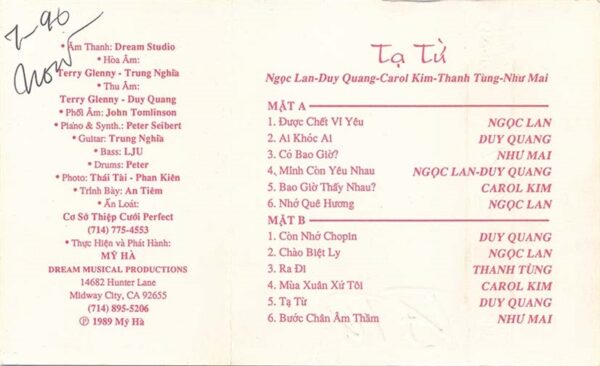 7-90
• Âm Thanh: Dream Studio
• Hòa Âm:
Terry Glenny - Trung Nghĩa
• Thu Âm:
Terry Glenny - Duy Quang
• Phối Âm: John Tomlinson
• Piano & Synth.: Peter Seibert
• Guitar: Trung Nghĩa
• Bass: LJU
• Drums: Peter
• Photo: Thái Tài - Phan Kiên
• Trình Bày: An Tiêm
• Ấn Loát:
Cơ Sở Thiệp Cưới Perfect
(714) 775-4553
• Thực Hiện và Phát Hành:
MỸ HÀ
DREAM MUSICAL PRODUCTIONS
14682 Hunter Lane
Midway City, CA 92655
(714) 895-5206
℗ 1989 Mỹ Hà
Tạ Từ
Ngọc Lan-Duy Quang-Carol Kim-Thanh Tùng-Như Mai
MẶT A
1. Được Chết Vì Yêu NGỌC LAN
2. Ai Khóc Ai DUY QUANG
3. Có Bao Giờ? NHƯ MAI
4. Mình Còn Yêu Nhau NGỌC LAN-DUY QUANG
5. Bao Giờ Thấy Nhau? CAROL KIM
6. Nhớ Quê Hương NGỌC LAN
MẶT B
1. Còn Nhớ Chopin DUY QUANG
2. Chào Biệt Ly NGỌC LAN
3. Ra Đi THANH TÙNG
4. Mùa Xuân Xứ Tôi CAROL KIM
5. Tạ Từ DUY QUANG
6. Bước Chân Âm Thầm NHƯ MAI